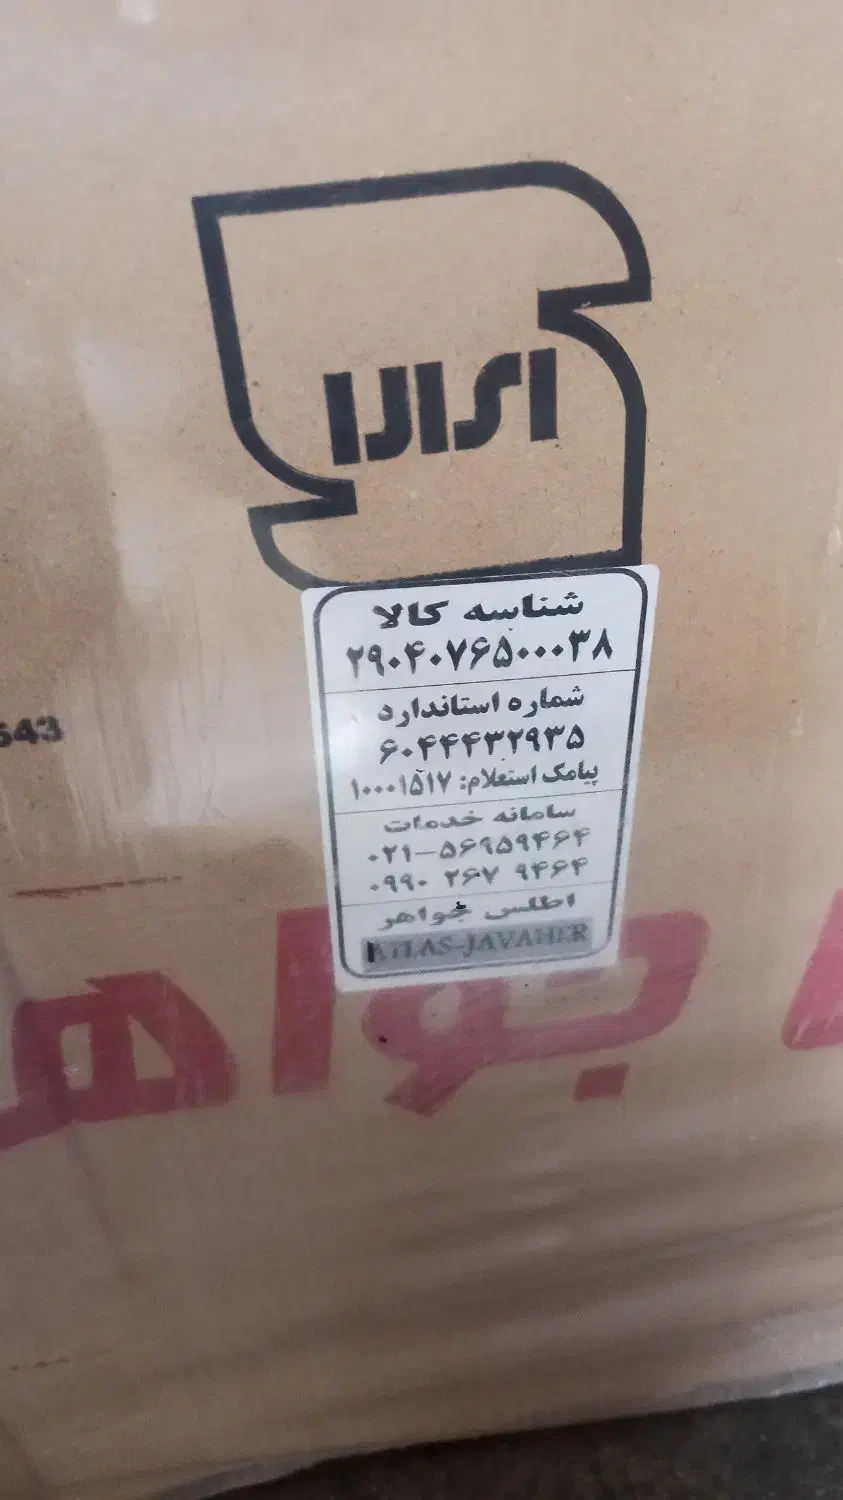 شناسه کالا
۲۹۰۴۰۷۶۵۰۰۰۳۸
شماره استاندارد
۶۰۴۴۴۳۲۹۳۵
پیامک استعلام: ۱۰۰۰۱۵۱۷
سامانه خدمات
۰۲۱-۵۶۹۵۹۴۶۴
۰۹۹۰ ۲۶۷ ۹۴۶۴
اطلس جواهر
ATLAS-JAVAHER
643
جواهر